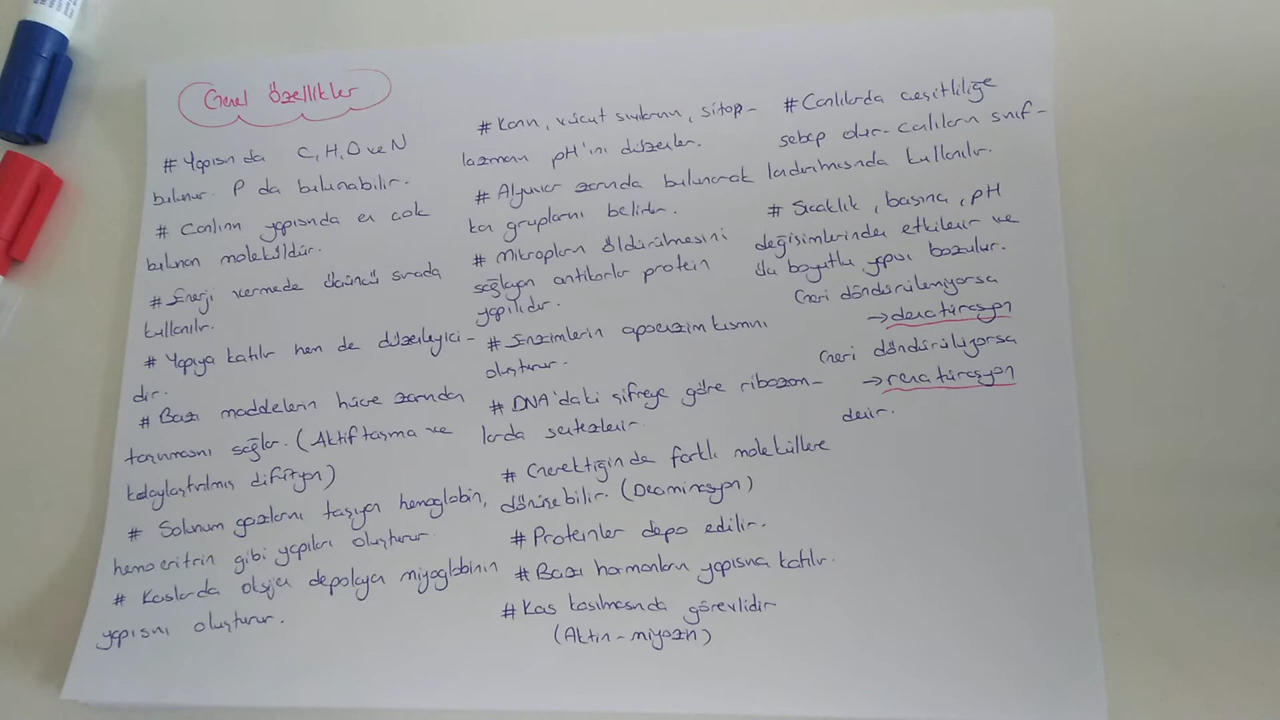 Genel Özellikler
# Yapısında C, H, O ve N
bulunur. P da bulunabilir.
# Canlının yapısında en çok
bulunan moleküldür.
# Enerji vermede üçüncü sırada
kullanılır.
# Yapıya katılır hem de düzenleyici-
dir.
# Bazı maddelerin hücre zarında
tanınmasını sağlar. (Aktif taşıma ve
kolaylaştırılmış difüzyon)
# Solunum gazlarını taşıyan hemoglobin,
hemoeritrin gibi yapıları oluşturur.
# Kaslarda oksijen depolayan miyoglobinin
yapısını oluşturur.
# Kanın, vücut sıvılarının, sitop-
lazmanın pH'ını düzenler.
# Alyuvar zarında bulunarak
kan gruplarını belirler.
# Mikropların öldürülmesini
sağlayan antikorlar protein
yapılıdır.
# Enzimlerin apoenzim kısmını
oluşturur.
# DNA'daki şifreye göre ribozom-
larda sentezlenir.
# Gerektiğinde farklı moleküllere
dönüşebilir. (Deaminasyon)
# Proteinler depo edilir.
# Bazı hormonların yapısına katılır.
# Kas kasılmasında görevlidir
(Aktin-miyozin)
# Canlılarda çeşitliliğe
sebep olur- canlıların sınıf-
landırılmasında kullanılır.
# Sıcaklık, basınç, pH
değişimlerinden etkilenir ve
üç boyutlu yapısı bozulur.
Geri döndürülemiyorsa
→denatürasyon
Geri döndürülüyorsa
→renatürasyon
denir.